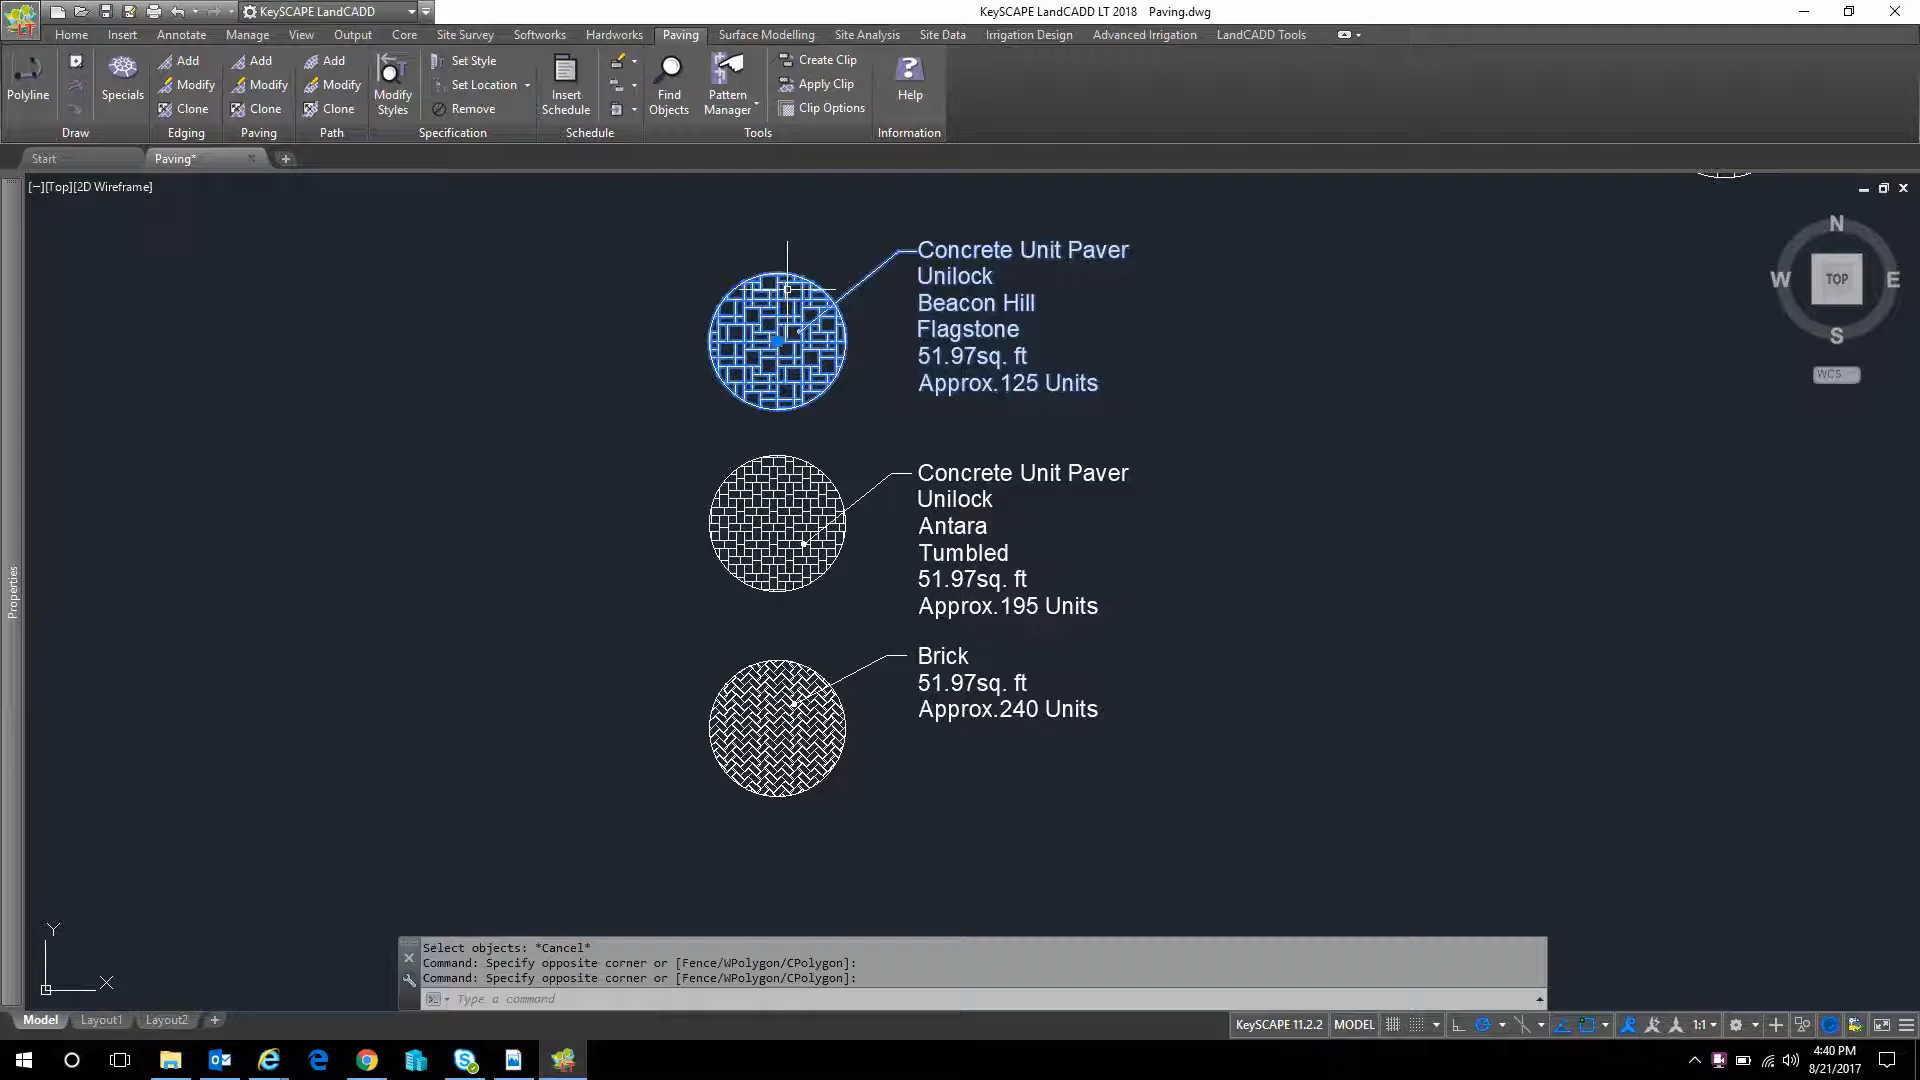 KeySCAPE LandCADD
KeySCAPE LandCADD LT 2018 Paving.dwg
Home Insert Annotate Manage View Output Core Site Survey Softworks Hardworks Paving Surface Modelling Site Analysis Site Data Irrigation Design Advanced Irrigation LandCADD Tools
Polyline
Specials
Draw
Add
Modify
Clone
Edging
Add
Modify
Clone
Paving
Add
Modify
Clone
Path
Modify
Styles
Set Style
Set Location
Remove
Specification
Insert
Schedule
Schedule
Find
Objects
Pattern
Manager
Create Clip
Apply Clip
Clip Options
Tools
Help
Information
Start
Paving*
[−][Top][2D Wireframe]
N
W TOP E
S
WCS
Properties
Concrete Unit Paver
Unilock
Beacon Hill
Flagstone
51.97sq. ft
Approx.125 Units
Concrete Unit Paver
Unilock
Antara
Tumbled
51.97sq. ft
Approx.195 Units
Brick
51.97sq. ft
Approx.240 Units
Y
X
Select objects: *Cancel*
Command: Specify opposite corner or [Fence/WPolygon/CPolygon]:
Command: Specify opposite corner or [Fence/WPolygon/CPolygon]:
Type a command
Model Layout1 Layout2
KeySCAPE 11.2.2 MODEL 1:1
4:40 PM
8/21/2017